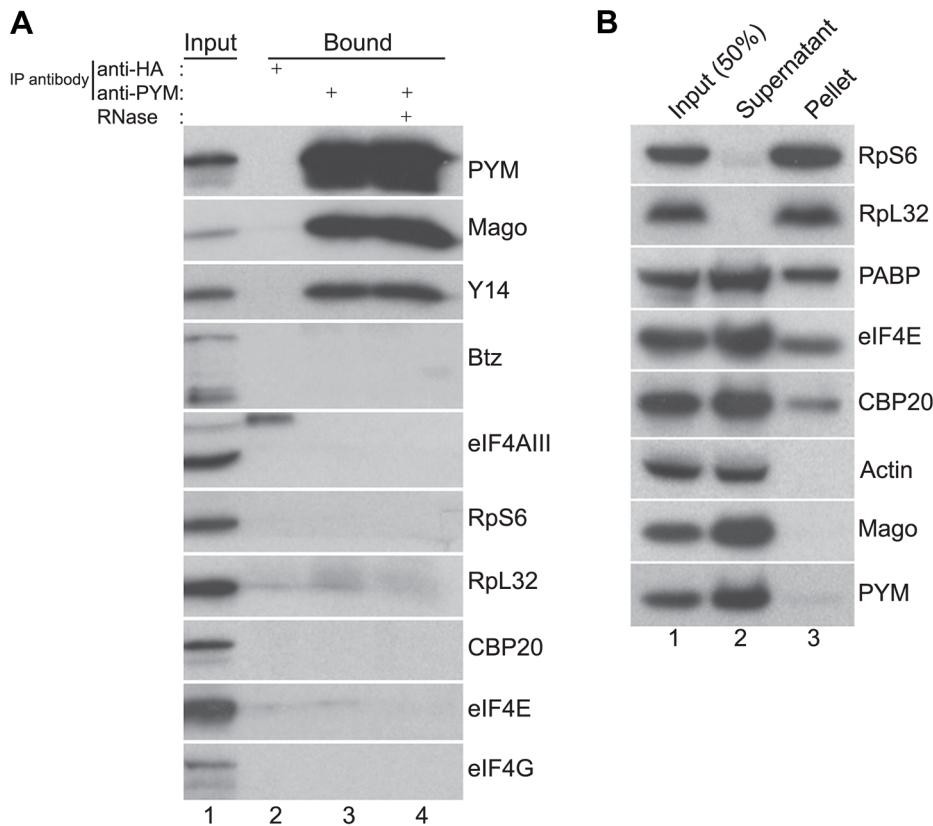 A
Input Bound
IP antibody anti-HA : +
anti-PYM: + +
RNase : +
PYM
Mago
Y14
Btz
eIF4AIII
RpS6
RpL32
CBP20
eIF4E
eIF4G
1 2 3 4
B
Input (50%) Supernatant Pellet
RpS6
RpL32
PABP
eIF4E
CBP20
Actin
Mago
PYM
1 2 3